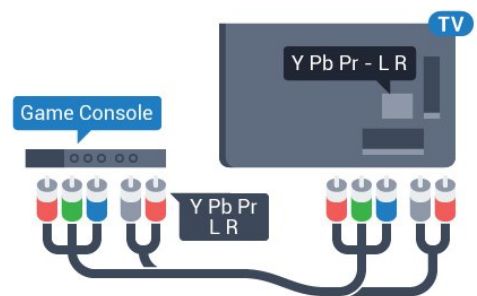 TV
Y Pb Pr - L R
Game Console
Y Pb Pr
L R